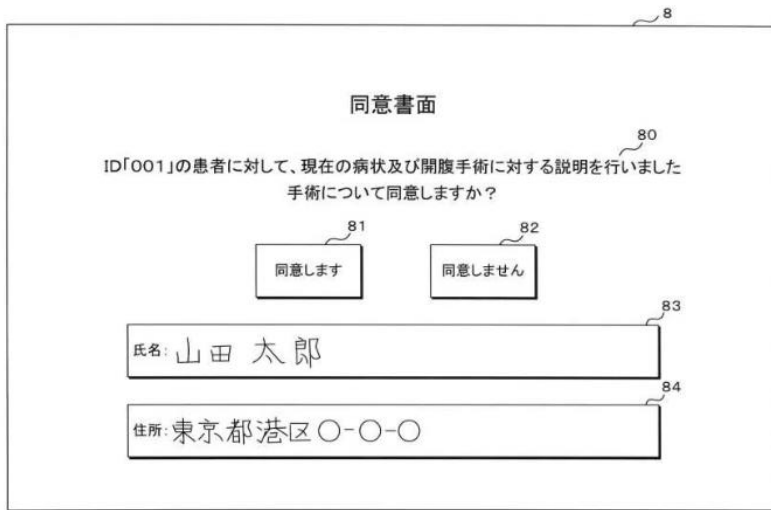 8
同意書面
80
ID「001」の患者に対して、現在の病状及び開腹手術に対する説明を行いました
手術について同意しますか？
81
82
同意します
同意しません
83
氏名：山田 太郎
84
住所：東京都港区〇-〇-〇